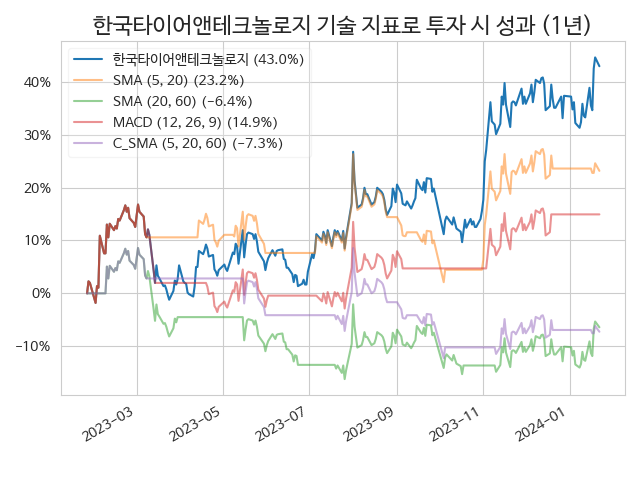 한국타이어앤테크놀로지 기술 지표로 투자 시 성과 (1년)
한국타이어앤테크놀로지 (43.0%)
SMA (5, 20) (23.2%)
SMA (20, 60) (−6.4%)
MACD (12, 26, 9) (14.9%)
C_SMA (5, 20, 60) (−7.3%)
40%
30%
20%
10%
0%
−10%
2023-03
2023-05
2023-07
2023-09
2023-11
2024-01